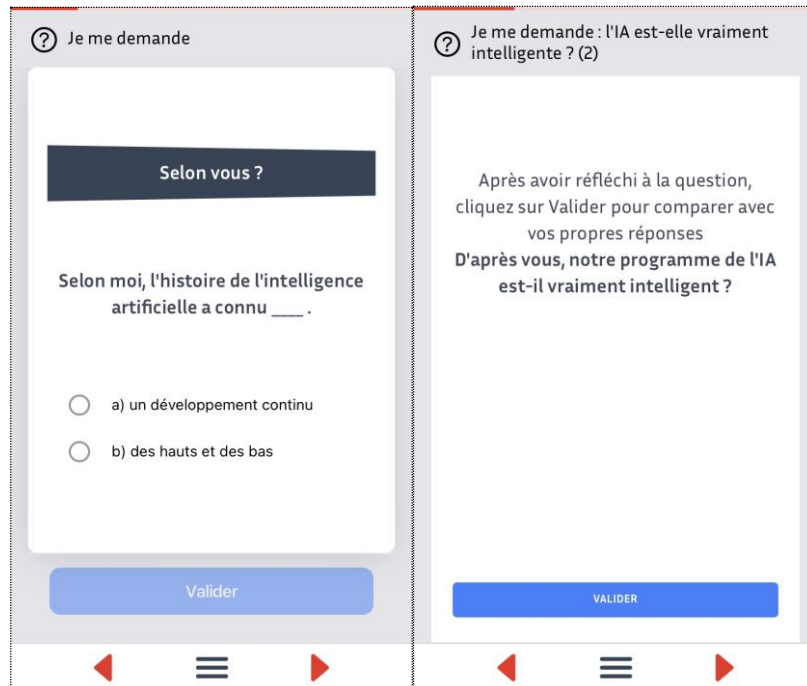 Je me demande
Selon vous ?
Selon moi, l'histoire de l'intelligence
artificielle a connu ____ .
a) un développement continu
b) des hauts et des bas
Valider
Je me demande : l'IA est-elle vraiment
intelligente ? (2)
Après avoir réfléchi à la question,
cliquez sur Valider pour comparer avec
vos propres réponses
D'après vous, notre programme de l'IA
est-il vraiment intelligent ?
VALIDER